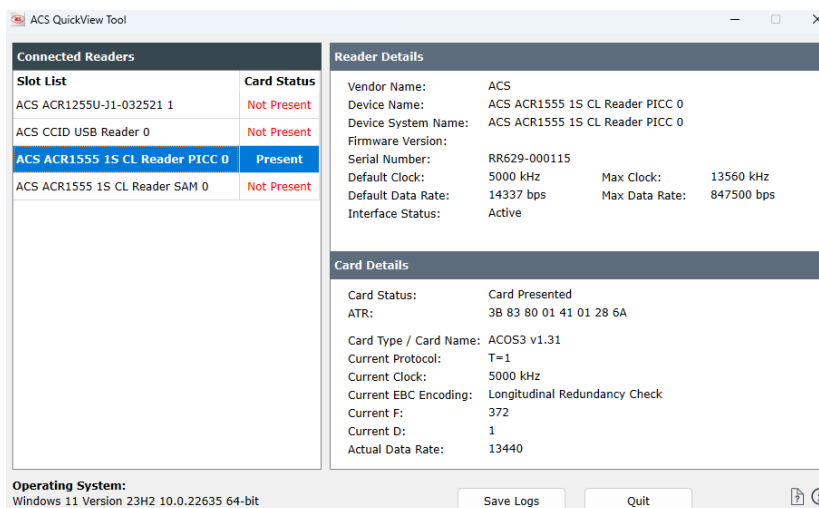 ACS QuickView Tool
Connected Readers
Slot List Card Status
ACS ACR1255U-J1-032521 1 Not Present
ACS CCID USB Reader 0 Not Present
ACS ACR1555 1S CL Reader PICC 0 Present
ACS ACR1555 1S CL Reader SAM 0 Not Present
Reader Details
Vendor Name: ACS
Device Name: ACS ACR1555 1S CL Reader PICC 0
Device System Name: ACS ACR1555 1S CL Reader PICC 0
Firmware Version:
Serial Number: RR629-000115
Default Clock: 5000 kHz Max Clock: 13560 kHz
Default Data Rate: 14337 bps Max Data Rate: 847500 bps
Interface Status: Active
Card Details
Card Status: Card Presented
ATR: 3B 83 80 01 41 01 28 6A
Card Type / Card Name: ACOS3 v1.31
Current Protocol: T=1
Current Clock: 5000 kHz
Current EBC Encoding: Longitudinal Redundancy Check
Current F: 372
Current D: 1
Actual Data Rate: 13440
Operating System:
Windows 11 Version 23H2 10.0.22635 64-bit
Save Logs Quit